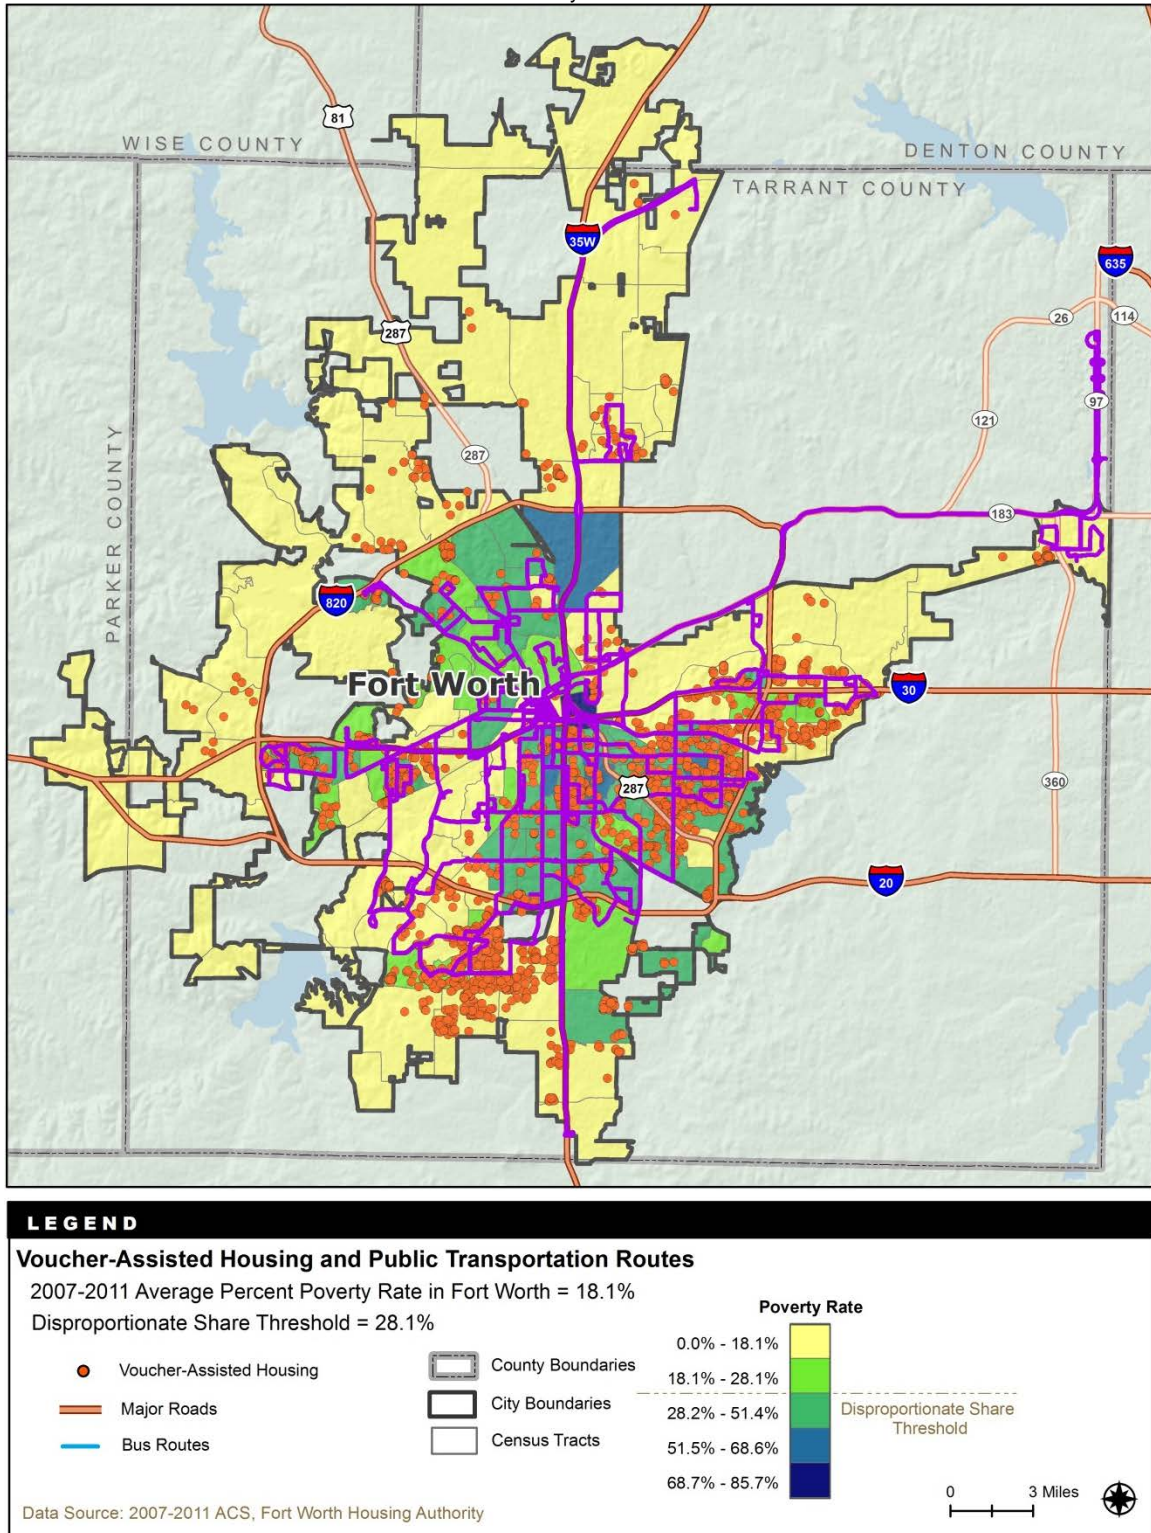 81
WISE COUNTY
DENTON COUNTY
TARRANT COUNTY
35W
635
287
26
114
97
121
287
PARKER COUNTY
183
820
Fort Worth
30
287
360
20
LEGEND
Voucher-Assisted Housing and Public Transportation Routes
2007-2011 Average Percent Poverty Rate in Fort Worth = 18.1%
Disproportionate Share Threshold = 28.1%
Voucher-Assisted Housing
Major Roads
Bus Routes
County Boundaries
City Boundaries
Census Tracts
Poverty Rate
0.0% - 18.1%
18.1% - 28.1%
28.2% - 51.4%
51.5% - 68.6%
68.7% - 85.7%
Disproportionate Share
Threshold
0 3 Miles
Data Source: 2007-2011 ACS, Fort Worth Housing Authority